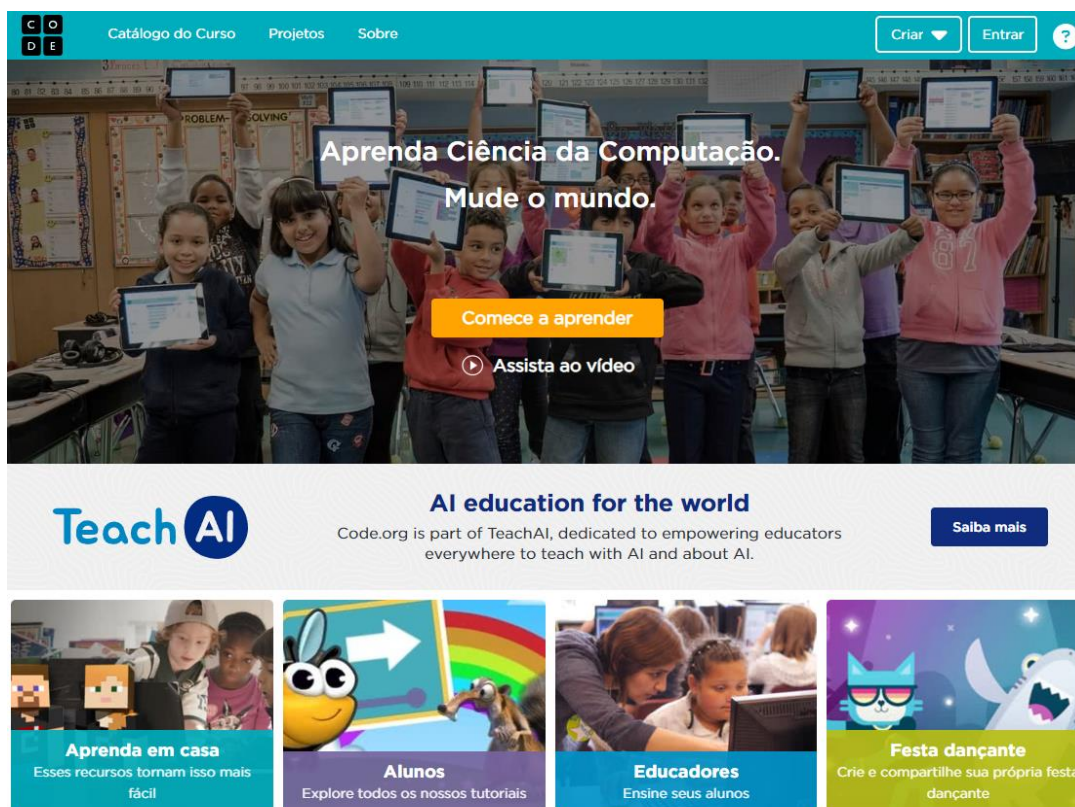 C O
D E
Catálogo do Curso
Projetos
Sobre
Criar
Entrar
?
PROBLEM-SOLVING
Aprenda Ciência da Computação.
Mude o mundo.
Comece a aprender
Assista ao vídeo
Teach AI
AI education for the world
Code.org is part of TeachAI, dedicated to empowering educators
everywhere to teach with AI and about AI.
Saiba mais
Aprenda em casa
Esses recursos tornam isso mais
fácil
Alunos
Explore todos os nossos tutoriais
Educadores
Ensine seus alunos
Festa dançante
Crie e compartilhe sua própria festa
dançante